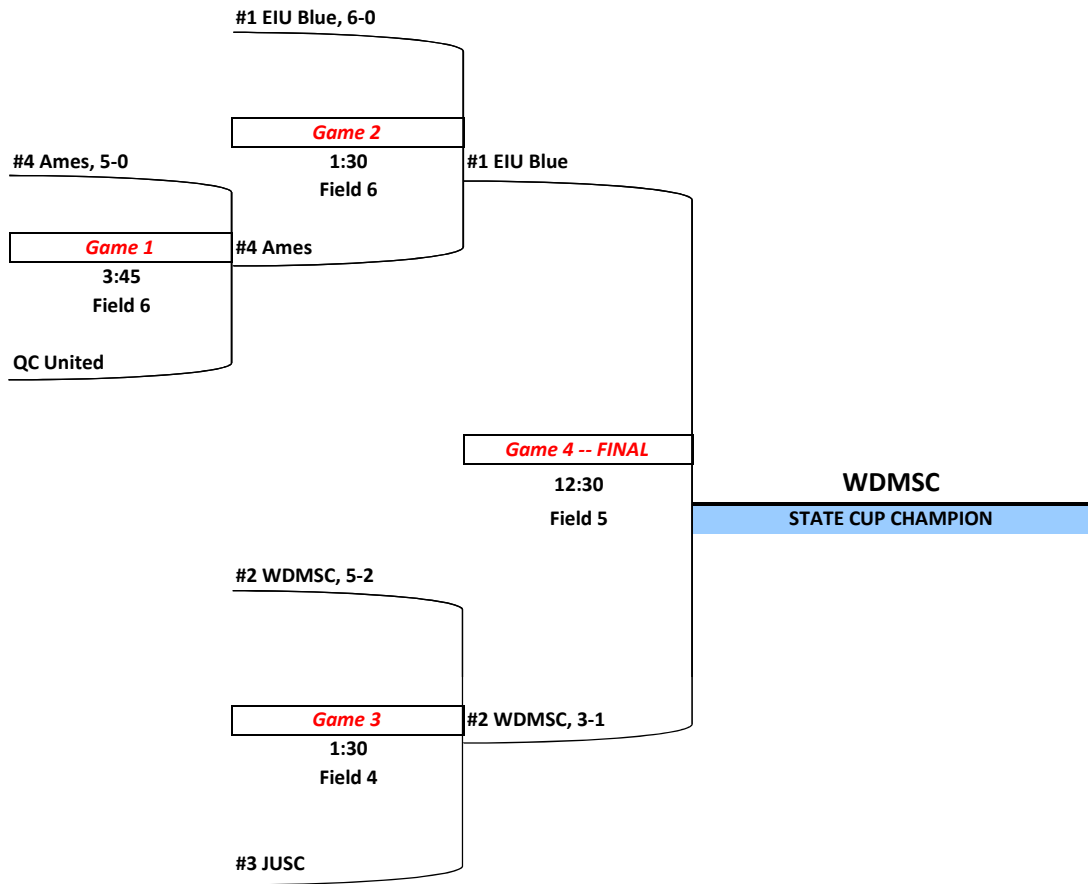 #1 EIU Blue, 6-0
Game 2
#4 Ames, 5-0
1:30
#1 EIU Blue
Field 6
Game 1
#4 Ames
3:45
Field 6
QC United
Game 4 -- FINAL
12:30
WDMSC
Field 5
STATE CUP CHAMPION
#2 WDMSC, 5-2
Game 3
#2 WDMSC, 3-1
1:30
Field 4
#3 JUSC